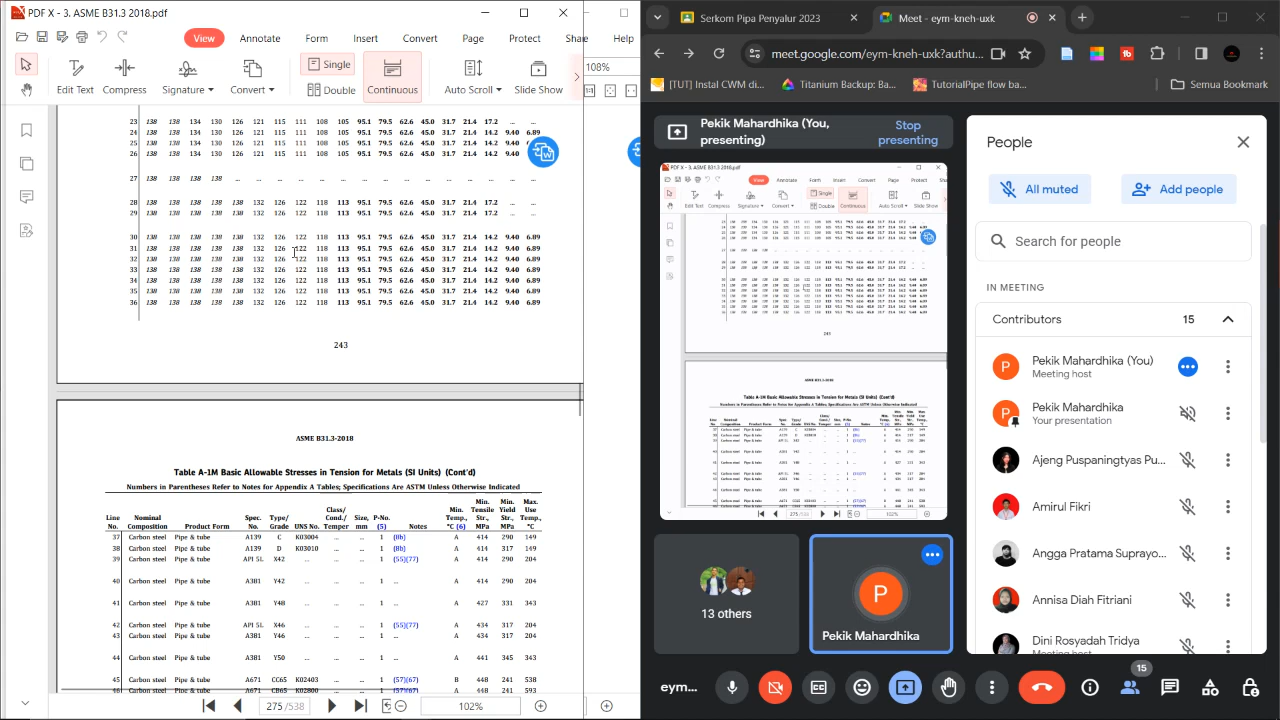 PDF X - 3. ASME B31.3 2018.pdf
View Annotate Form Insert Convert Page Protect Share Help
Edit Text Compress Signature Convert Single Double Continuous Auto Scroll Slide Show
108%
23 138 138 134 130 126 121 115 111 108 105 95.1 79.5 62.6 45.0 31.7 21.4 17.2 ... ...
24 138 138 134 130 126 121 115 111 108 105 95.1 79.5 62.6 45.0 31.7 21.4 14.2 9.40 6.89
25 138 138 134 130 126 121 115 111 108 105 95.1 79.5 62.6 45.0 31.7 21.4 14.2 9.40
26 138 138 134 130 126 121 115 111 108 105 95.1 79.5 62.6 45.0 31.7 21.4 14.2 9.40
27 138 138 138 138 ... ... ... ... ... ... ... ... ... ... ... ... ... ... ...
28 138 138 138 138 138 132 126 122 118 113 95.1 79.5 62.6 45.0 31.7 21.4 17.2 ... ...
29 138 138 138 138 138 132 126 122 118 113 95.1 79.5 62.6 45.0 31.7 21.4 17.2 ... ...
30 138 138 138 138 138 132 126 122 118 113 95.1 79.5 62.6 45.0 31.7 21.4 14.2 9.40 6.89
31 138 138 138 138 138 132 126 122 118 113 95.1 79.5 62.6 45.0 31.7 21.4 14.2 9.40 6.89
32 138 138 138 138 138 132 126 122 118 113 95.1 79.5 62.6 45.0 31.7 21.4 14.2 9.40 6.89
33 138 138 138 138 138 132 126 122 118 113 95.1 79.5 62.6 45.0 31.7 21.4 14.2 9.40 6.89
34 138 138 138 138 138 132 126 122 118 113 95.1 79.5 62.6 45.0 31.7 21.4 14.2 9.40 6.89
35 138 138 138 138 138 132 126 122 118 113 95.1 79.5 62.6 45.0 31.7 21.4 14.2 9.40 6.89
36 138 138 138 138 138 132 126 122 118 113 95.1 79.5 62.6 45.0 31.7 21.4 14.2 9.40 6.89
243
ASME B31.3-2018
Table A-1M Basic Allowable Stresses in Tension for Metals (SI Units) (Cont'd)
Numbers in Parentheses Refer to Notes for Appendix A Tables; Specifications Are ASTM Unless Otherwise Indicated
Line No. Nominal Composition Product Form Spec. No. Type/ Grade UNS No. Class/ Cond./ Temper Size, mm P-No. (5) Notes Min. Temp., °C (6) Min. Tensile Str., MPa Min. Yield Str., MPa Max. Use Temp., °C
37 Carbon steel Pipe & tube A139 C K03004 ... ... 1 (8b) A 414 290 149
38 Carbon steel Pipe & tube A139 D K03010 ... ... 1 (8b) A 414 317 149
39 Carbon steel Pipe & tube API 5L X42 ... ... ... 1 (55)(77) A 414 290 204
40 Carbon steel Pipe & tube A381 Y42 ... ... ... 1 ... A 414 290 204
41 Carbon steel Pipe & tube A381 Y48 ... ... ... 1 ... A 427 331 343
42 Carbon steel Pipe & tube API 5L X46 ... ... ... 1 (55)(77) A 434 317 204
43 Carbon steel Pipe & tube A381 Y46 ... ... ... 1 ... A 434 317 204
44 Carbon steel Pipe & tube A381 Y50 ... ... ... 1 ... A 441 345 343
45 Carbon steel Pipe & tube A671 CC65 K02403 ... ... 1 (57)(67) B 448 241 538
46 Carbon steel Pipe & tube A671 CB65 K02800 ... ... 1 (57)(67) A 448 241 593
275 /538 102%
Serkom Pipa Penyalur 2023
Meet - eym-kneh-uxk
meet.google.com/eym-kneh-uxk?authu...
[TUT] Instal CWM di... Titanium Backup: Ba... TutorialPipe flow ba... Semua Bookmark
Pekik Mahardhika (You, presenting)
Stop presenting
13 others
Pekik Mahardhika
P
People
All muted
Add people
Search for people
IN MEETING
Contributors 15
P
Pekik Mahardhika (You)
Meeting host
P
Pekik Mahardhika
Your presentation
Ajeng Puspaningtyas Pu...
Amirul Fikri
Angga Pratama Suprayo...
Annisa Diah Fitriani
Dini Rosyadah Tridya
Meeting host
15
eym...